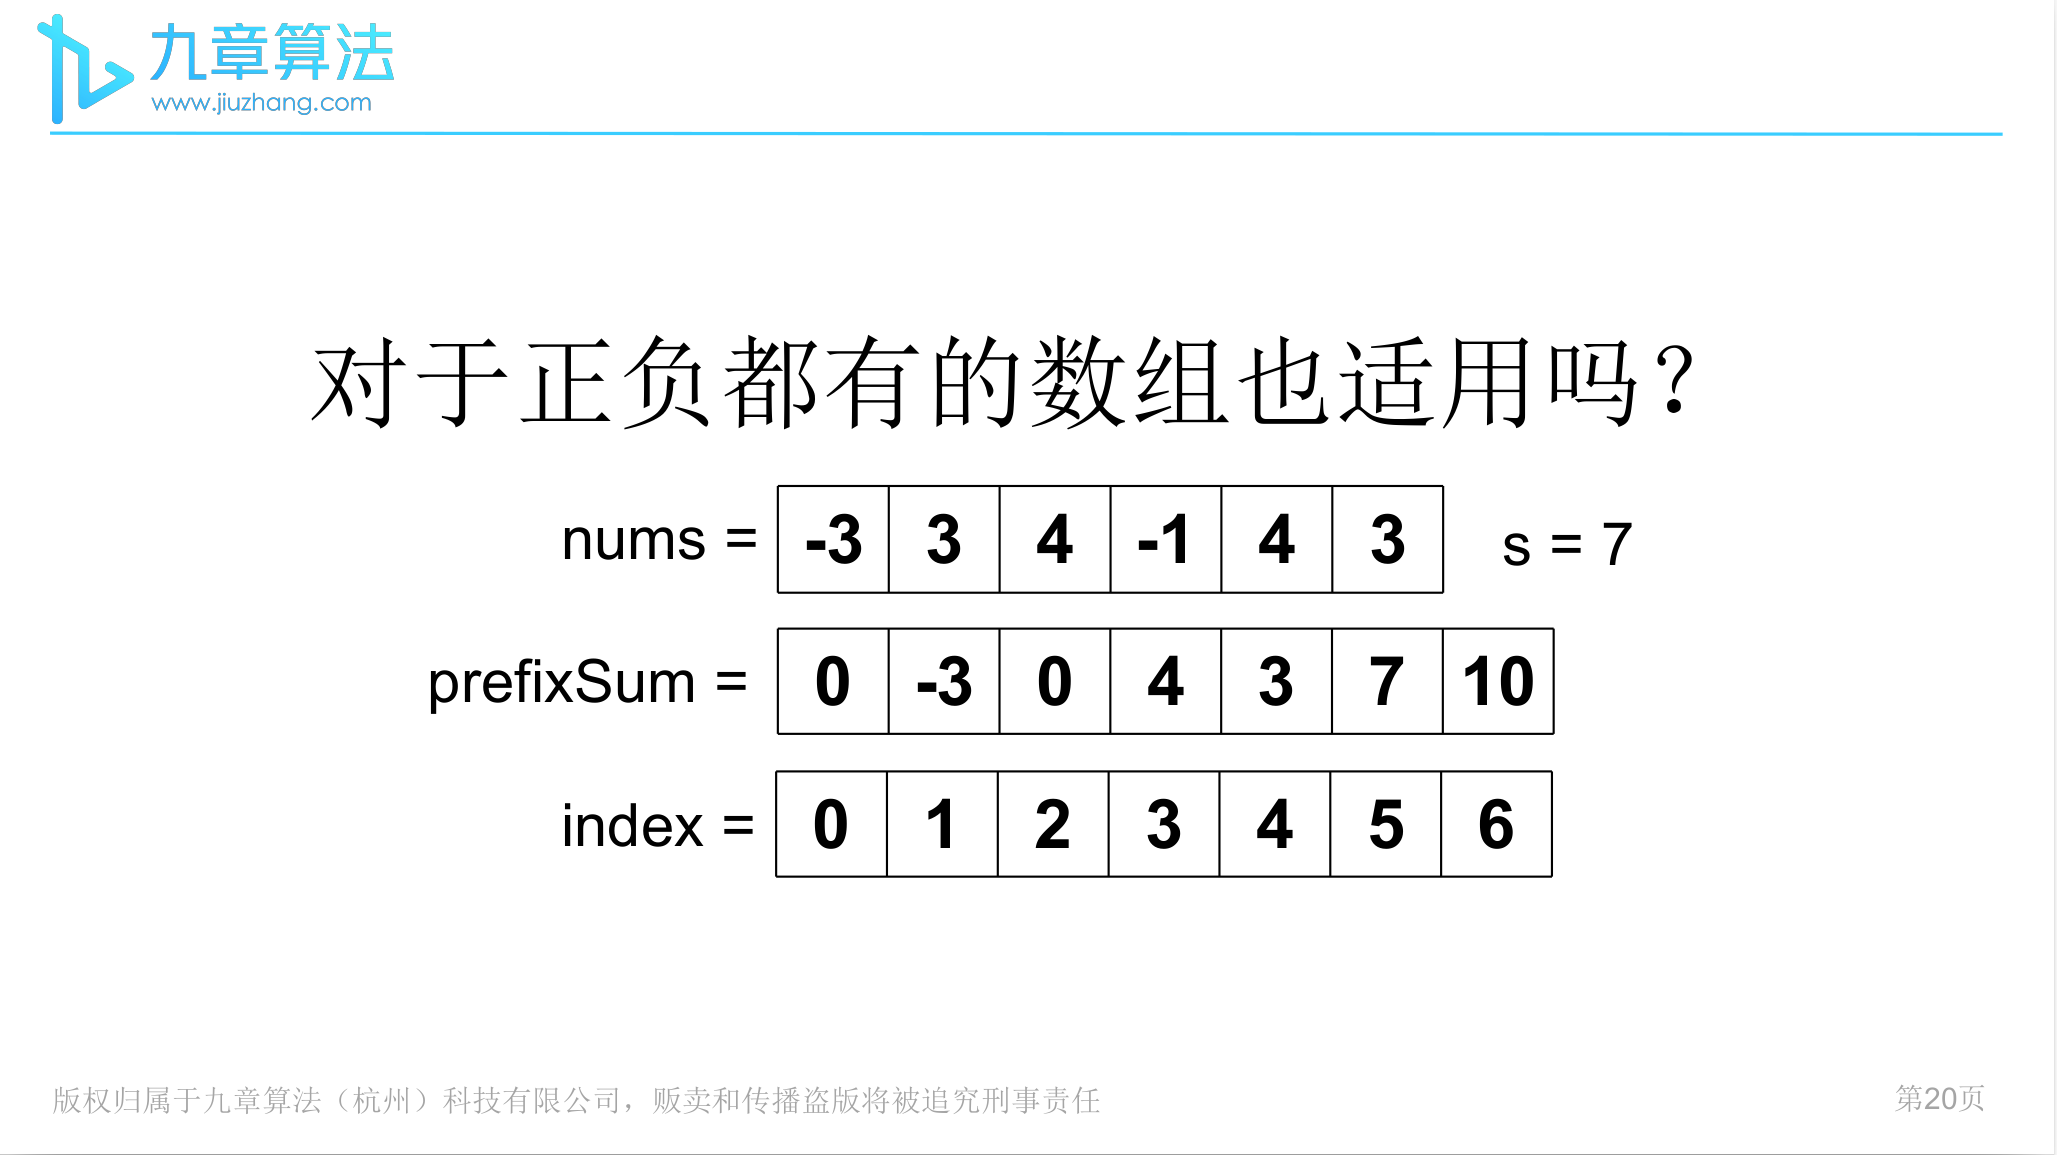 九章算法
www.jiuzhang.com
对于正负都有的数组也适用吗？
nums = -3 3 4 -1 4 3 s = 7
prefixSum = 0 -3 0 4 3 7 10
index = 0 1 2 3 4 5 6
版权归属于九章算法（杭州）科技有限公司，贩卖和传播盗版将被追究刑事责任
第20页